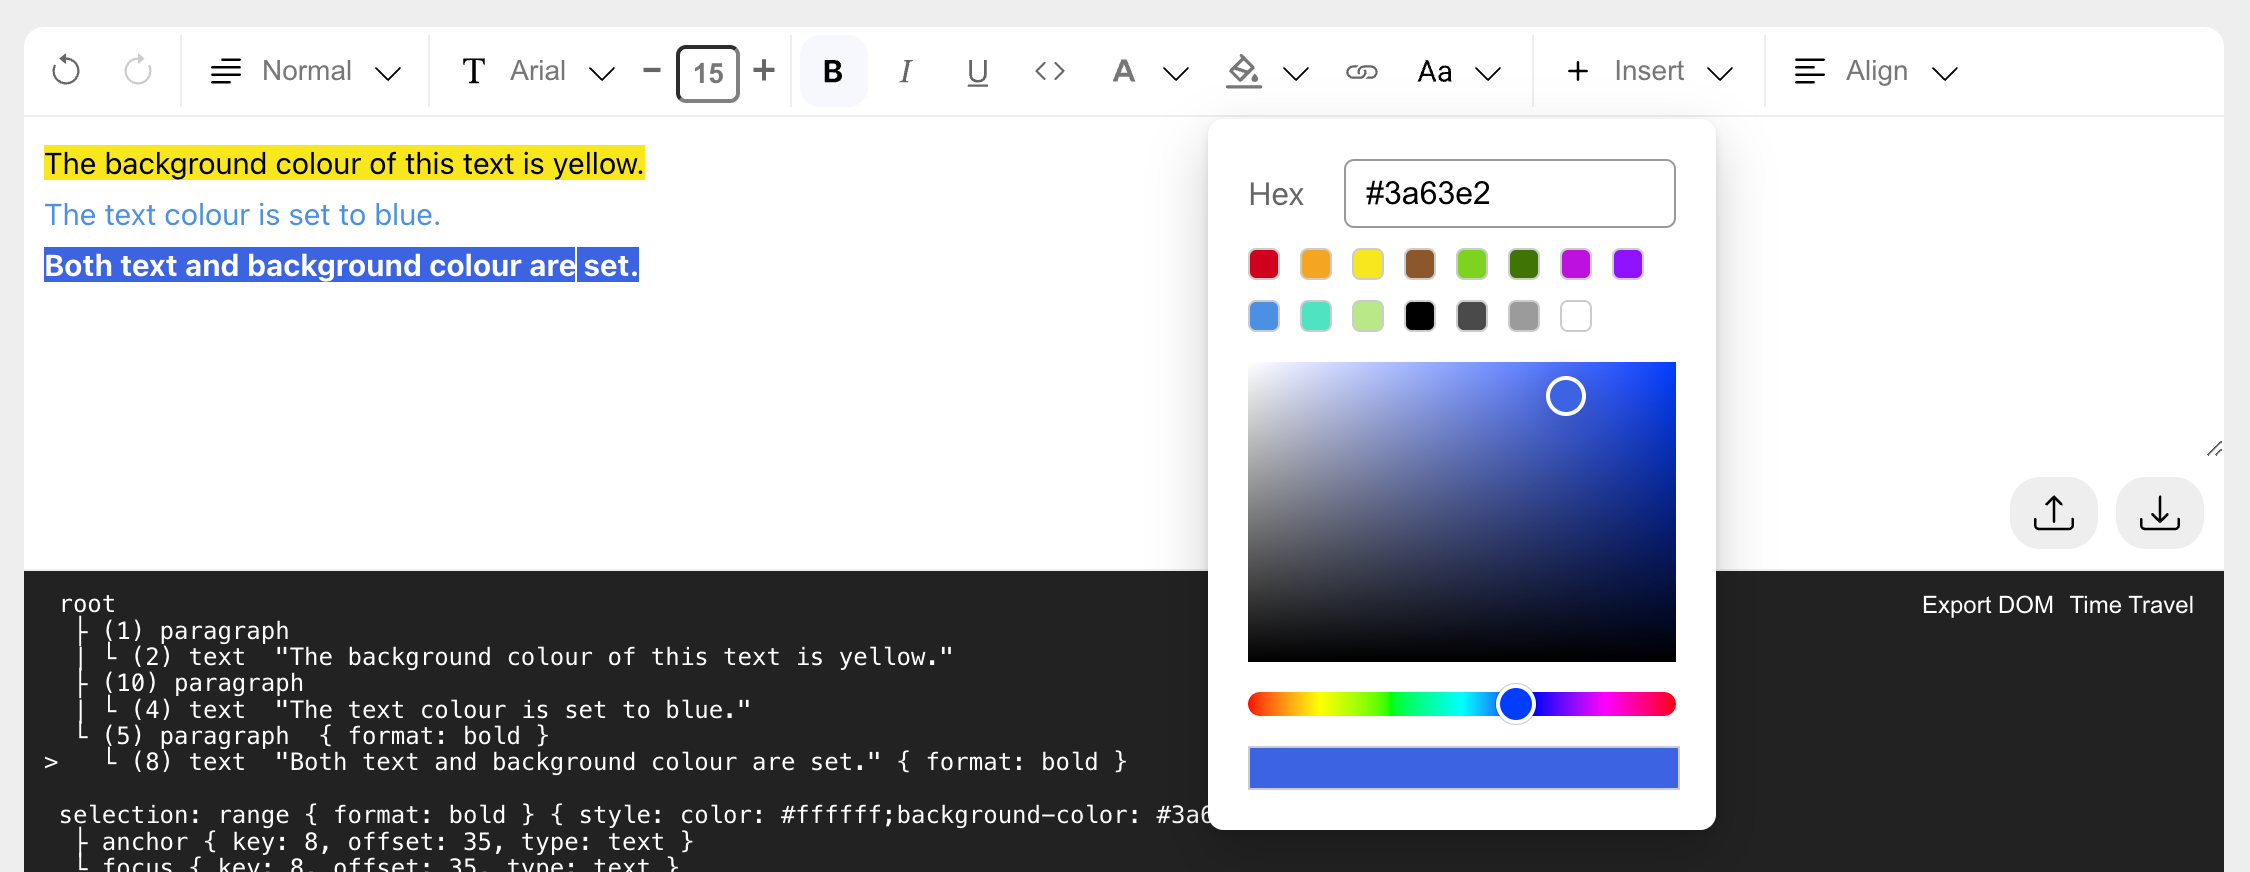 Normal T Arial − 15 + B I U <> A Aa + Insert Align
The background colour of this text is yellow.
The text colour is set to blue.
Both text and background colour are set.
Hex #3a63e2
root
├ (1) paragraph
| └ (2) text "The background colour of this text is yellow."
├ (10) paragraph
| └ (4) text "The text colour is set to blue."
└ (5) paragraph { format: bold }
> └ (8) text "Both text and background colour are set." { format: bold }
selection: range { format: bold } { style: color: #ffffff;background-color: #3a6
├ anchor { key: 8, offset: 35, type: text }
└ focus { key: 8, offset: 35, type: text }
Export DOM Time Travel